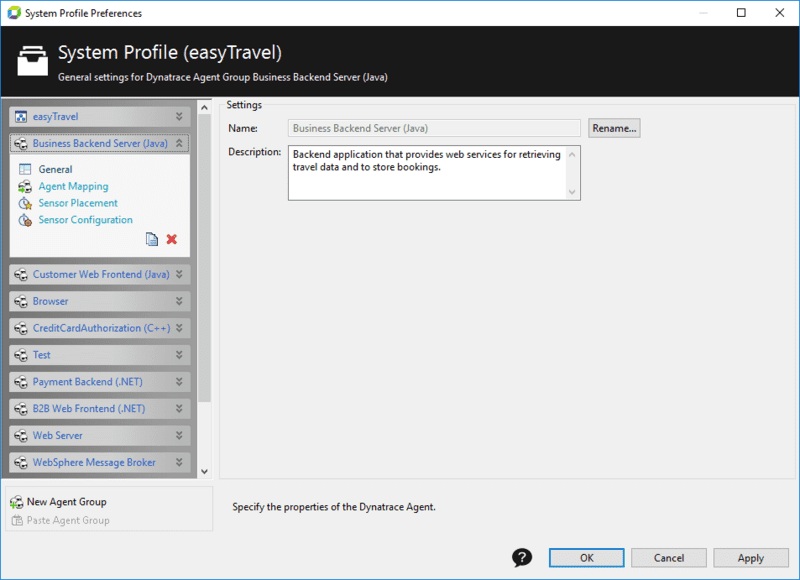 System Profile Preferences
System Profile (easyTravel)
General settings for Dynatrace Agent Group Business Backend Server (Java)
easyTravel
Business Backend Server (Java)
General
Agent Mapping
Sensor Placement
Sensor Configuration
Customer Web Frontend (Java)
Browser
CreditCardAuthorization (C++)
Test
Payment Backend (.NET)
B2B Web Frontend (.NET)
Web Server
WebSphere Message Broker
New Agent Group
Paste Agent Group
Settings
Name: Business Backend Server (Java) Rename...
Description: Backend application that provides web services for retrieving
travel data and to store bookings.
Specify the properties of the Dynatrace Agent.
? OK Cancel Apply